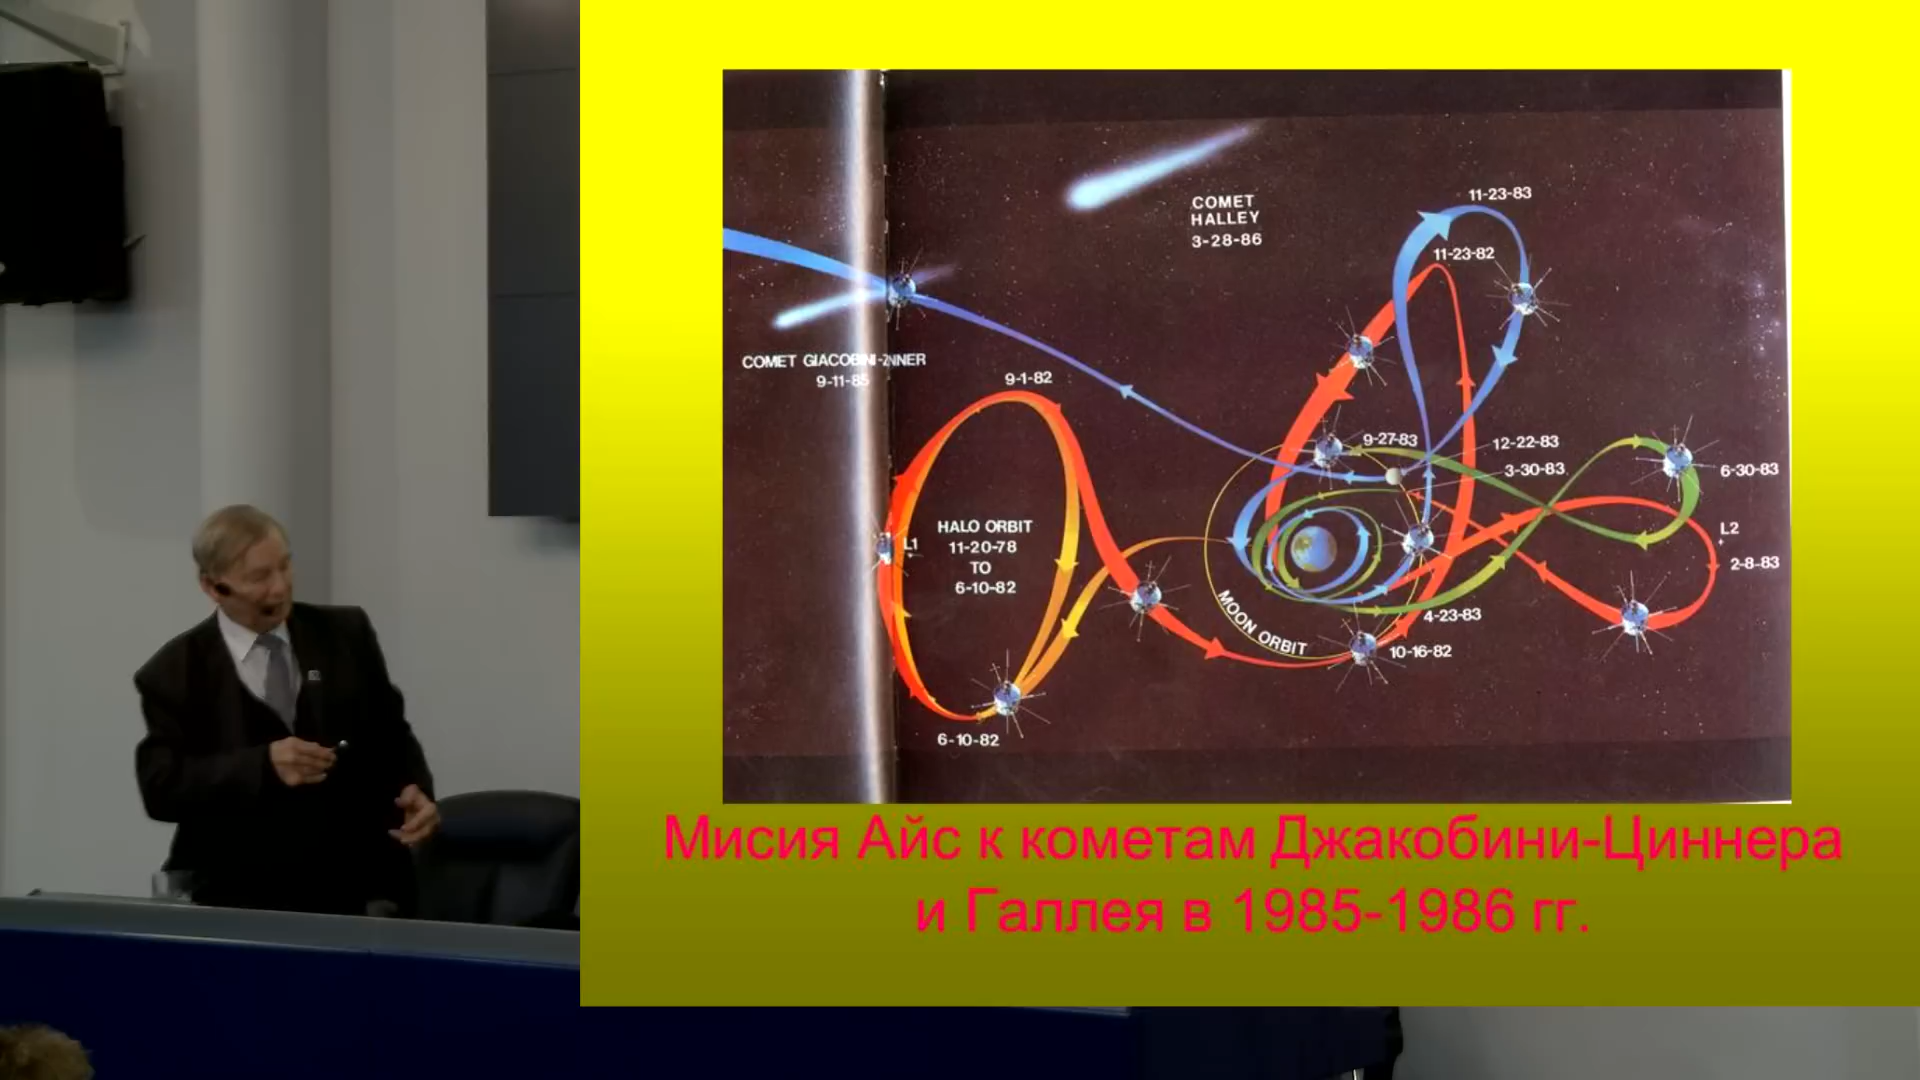 COMET
HALLEY
3-28-86
11-23-83
11-23-82
COMET GIACOBINI-ZINNER
9-11-85
9-1-82
9-27-83
12-22-83
3-30-83
6-30-83
HALO ORBIT
11-20-78
TO
6-10-82
L1
L2
2-8-83
MOON ORBIT
4-23-83
10-16-82
6-10-82
Мисия Айс к кометам Джакобини-Циннера
и Галлея в 1985-1986 гг.